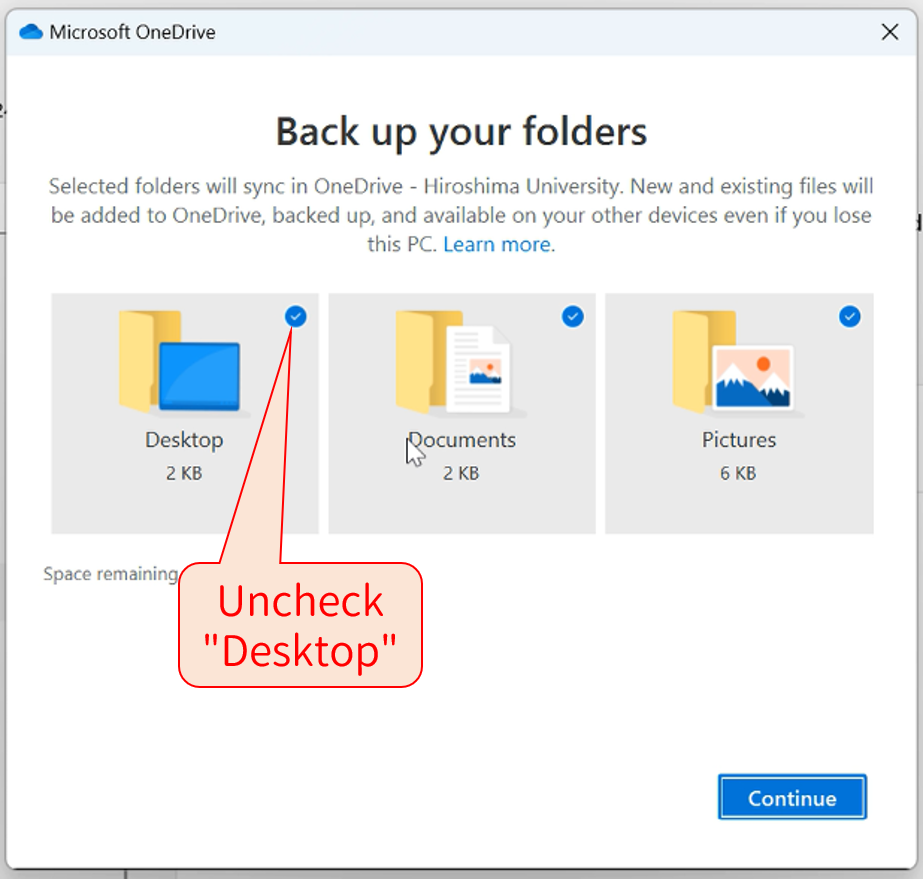 Microsoft OneDrive
Back up your folders
Selected folders will sync in OneDrive - Hiroshima University. New and existing files will
be added to OneDrive, backed up, and available on your other devices even if you lose
this PC. Learn more.
Desktop
2 KB
Documents
2 KB
Pictures
6 KB
Space remaining
Uncheck
"Desktop"
Continue